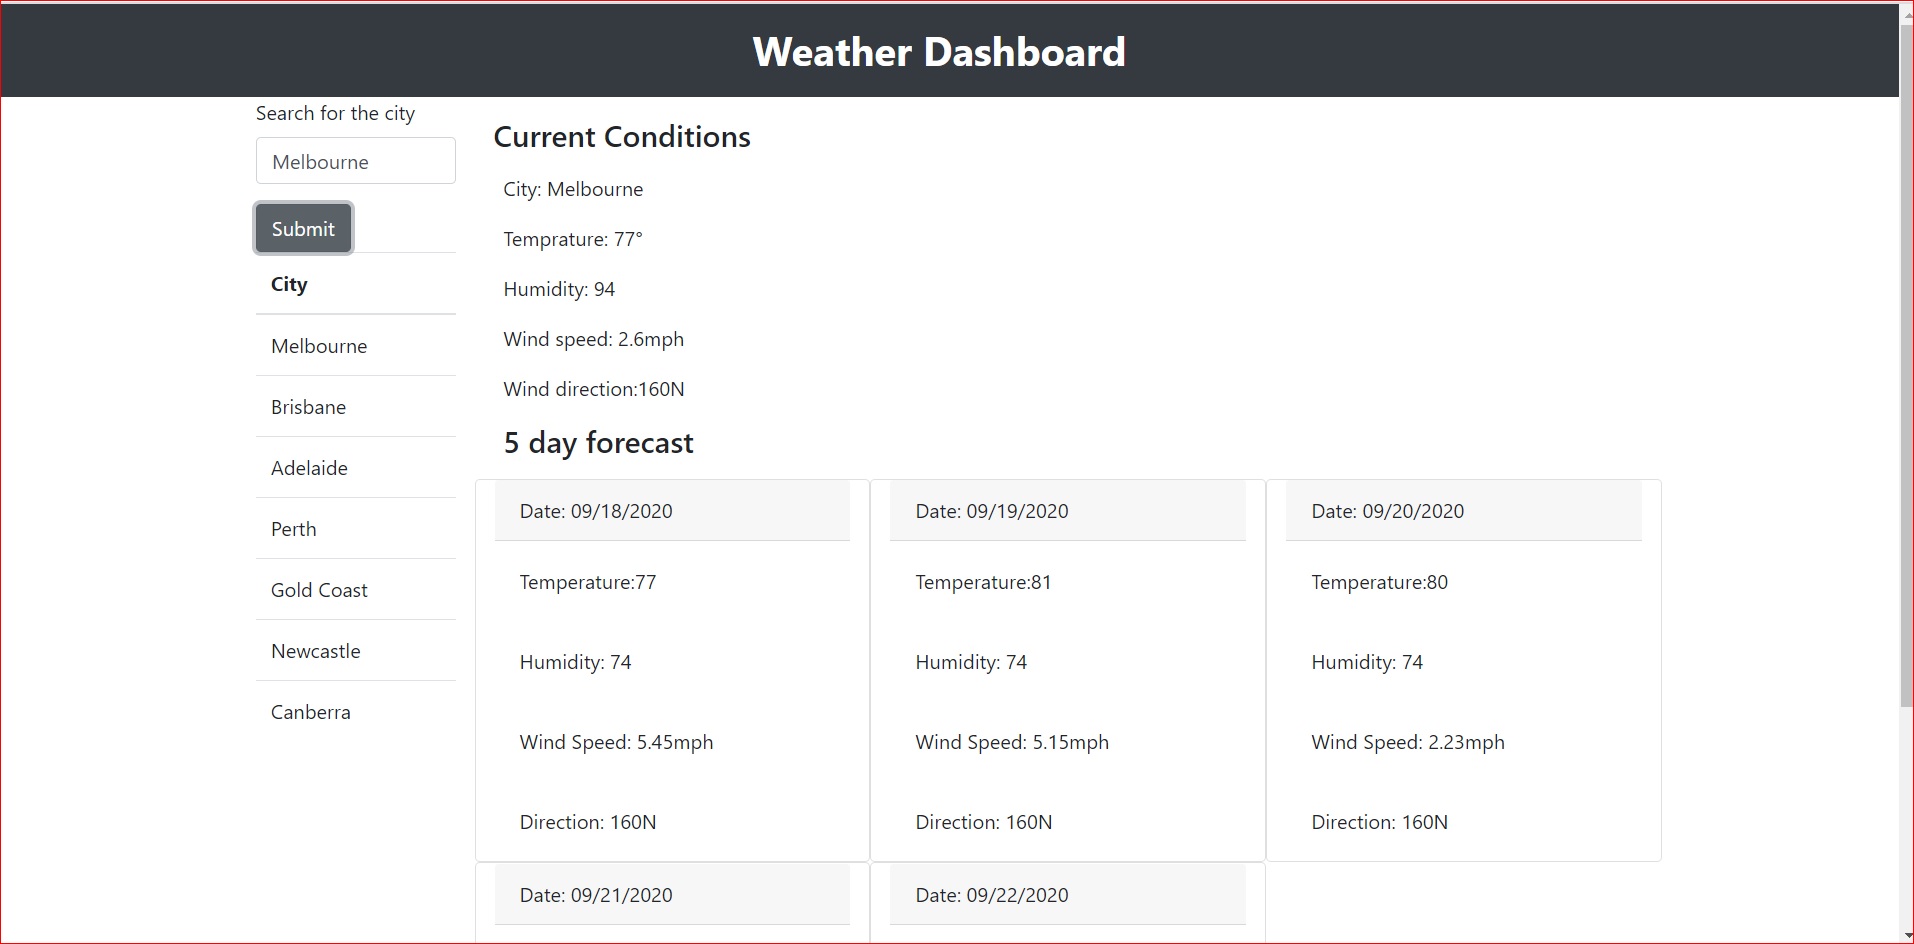 Weather Dashboard
Search for the city
Melbourne
Submit
City
Melbourne
Brisbane
Adelaide
Perth
Gold Coast
Newcastle
Canberra
Current Conditions
City: Melbourne
Temprature: 77°
Humidity: 94
Wind speed: 2.6mph
Wind direction:160N
5 day forecast
Date: 09/18/2020
Temperature:77
Humidity: 74
Wind Speed: 5.45mph
Direction: 160N
Date: 09/19/2020
Temperature:81
Humidity: 74
Wind Speed: 5.15mph
Direction: 160N
Date: 09/20/2020
Temperature:80
Humidity: 74
Wind Speed: 2.23mph
Direction: 160N
Date: 09/21/2020
Date: 09/22/2020